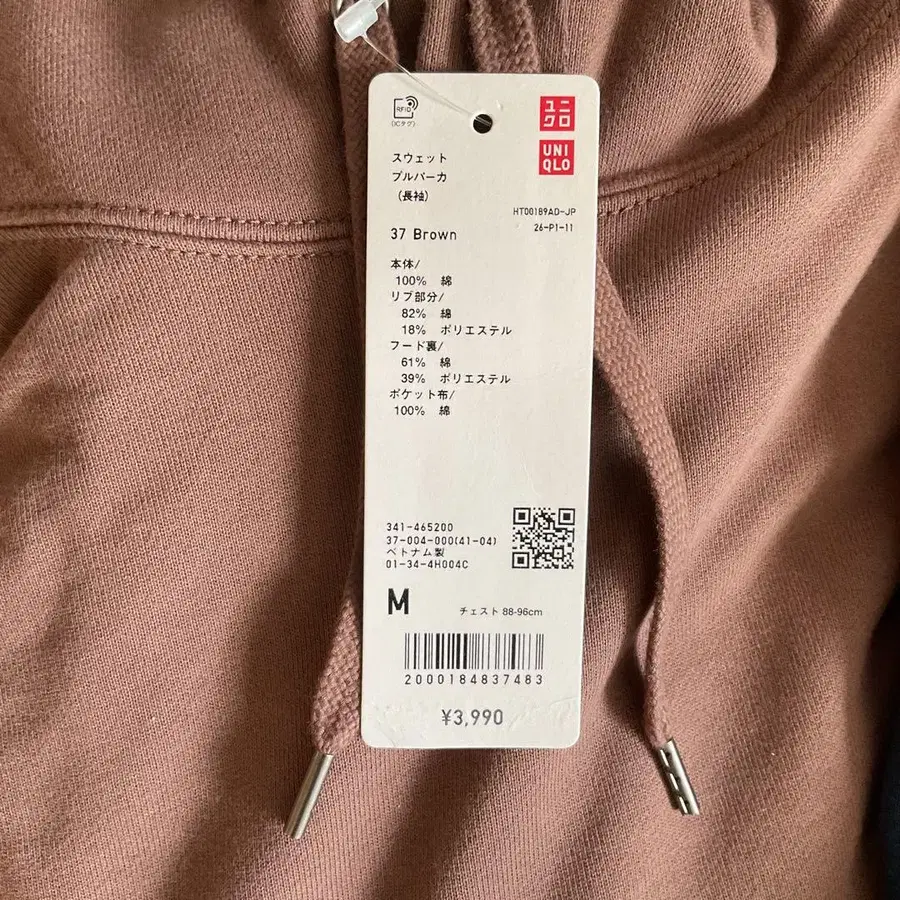 RFID
(ICタグ)
ユニ
クロ
UNI
QLO
スウェット
プルパーカ
(長袖)
HT00189AD-JP
26-P1-11
37 Brown
本体/
100% 綿
リブ部分/
82% 綿
18% ポリエステル
フード裏/
61% 綿
39% ポリエステル
ポケット布/
100% 綿
341-465200
37-004-000(41-04)
ベトナム製
01-34-4H004C
M チェスト 88-96cm
2000184837483
¥3,990